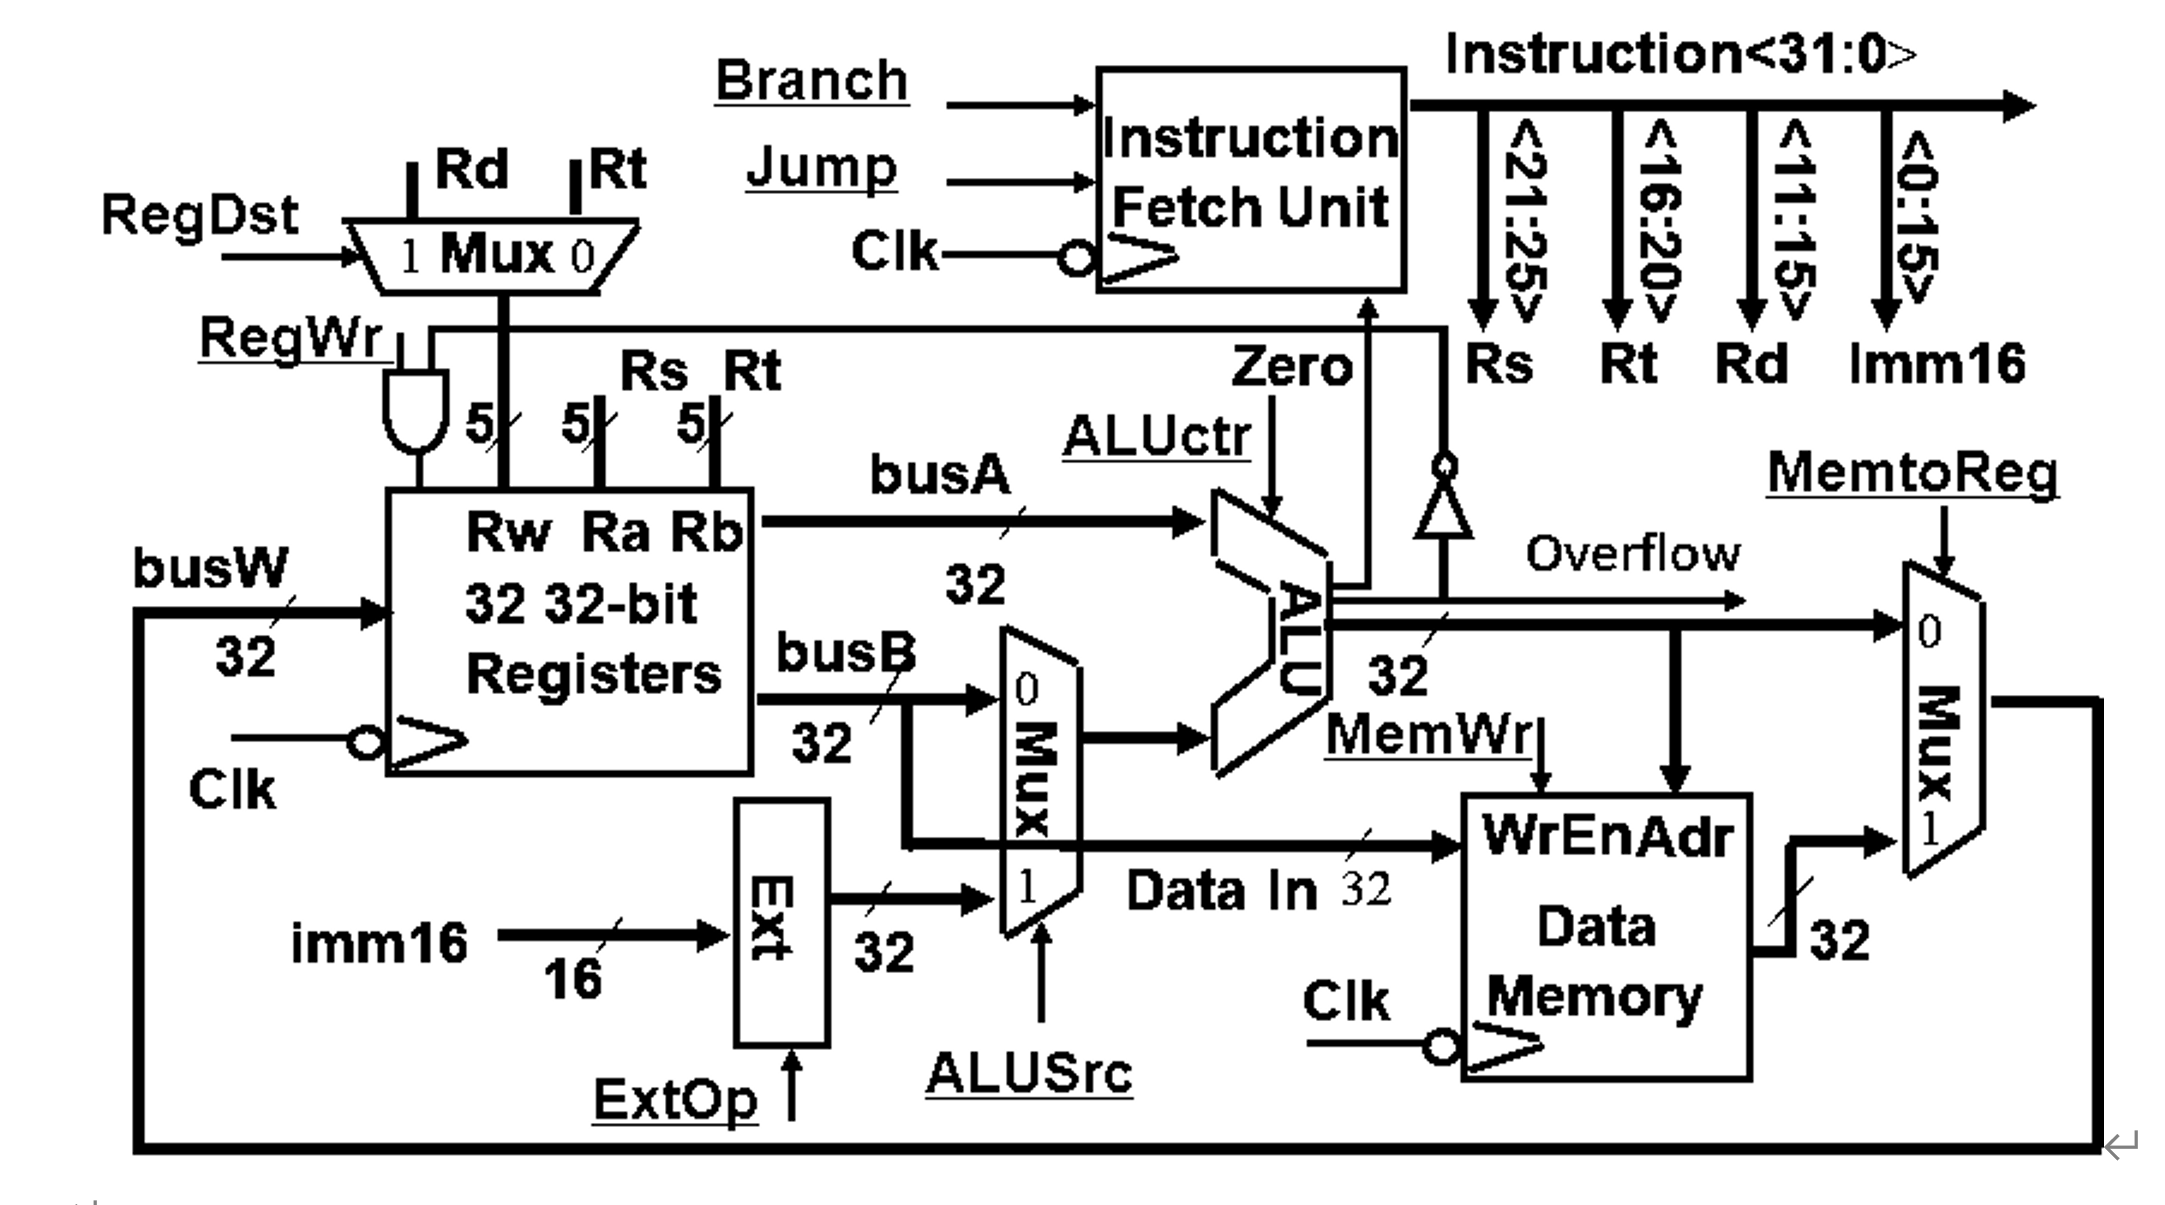 Instruction<31:0>
Branch
Jump
Clk
Instruction
Fetch Unit
<21:25>
<16:20>
<11:15>
<0:15>
Rs
Rt
Rd
Imm16
Rd
Rt
RegDst
1 Mux 0
RegWr
5
5
5
Rs
Rt
Zero
ALUctr
MemtoReg
busA
32
Rw Ra Rb
32 32-bit
Registers
busW
32
Clk
busB
32
0
Mux
1
ALU
Overflow
32
MemWr
0
Mux
1
WrEnAdr
Data
Memory
Data In 32
32
Clk
imm16
16
Ext
32
ExtOp
ALUSrc
↵